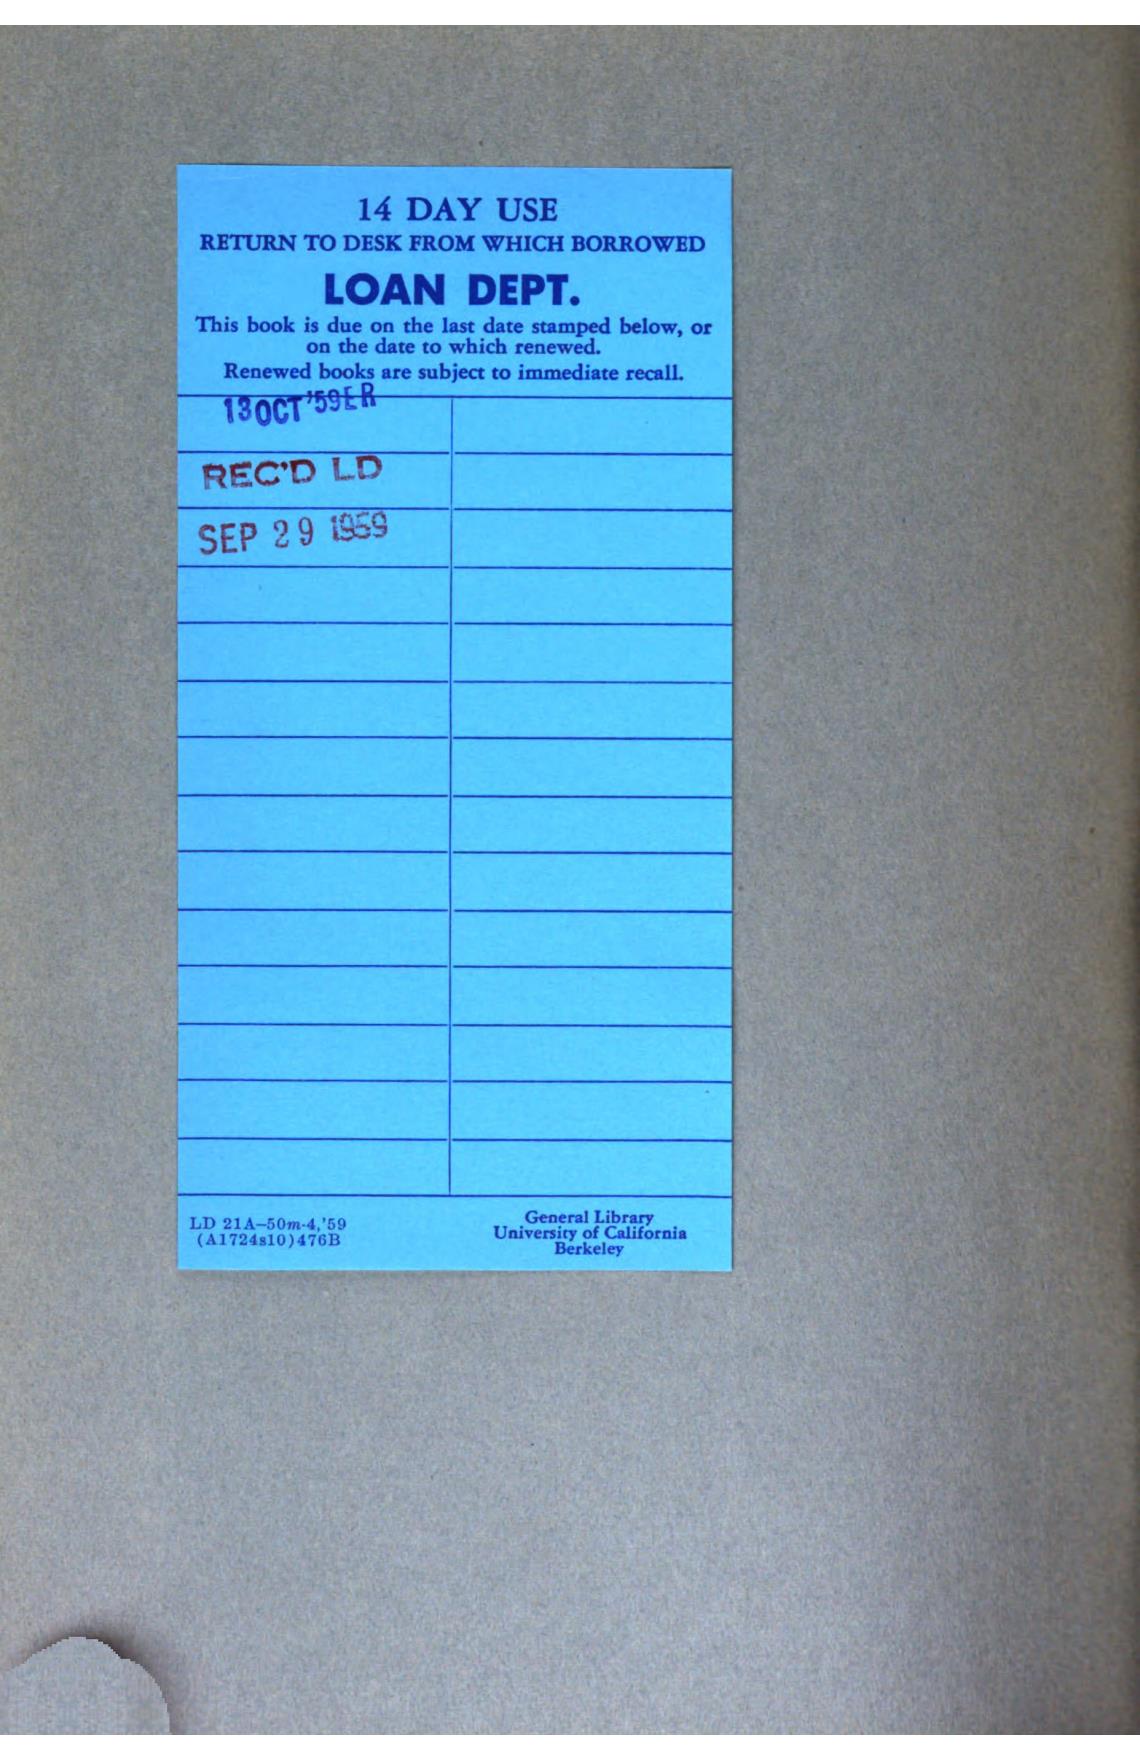 14 DAY USE
RETURN TO DESK FROM WHICH BORROWED
LOAN DEPT.
This book is due on the last date stamped below, or
on the date to which renewed.
Renewed books are subject to immediate recall.
13OCT'59ER
REC'D LD
SEP 29 1959
LD 21A–50m-4,'59
(A1724s10)476B
General Library
University of California
Berkeley